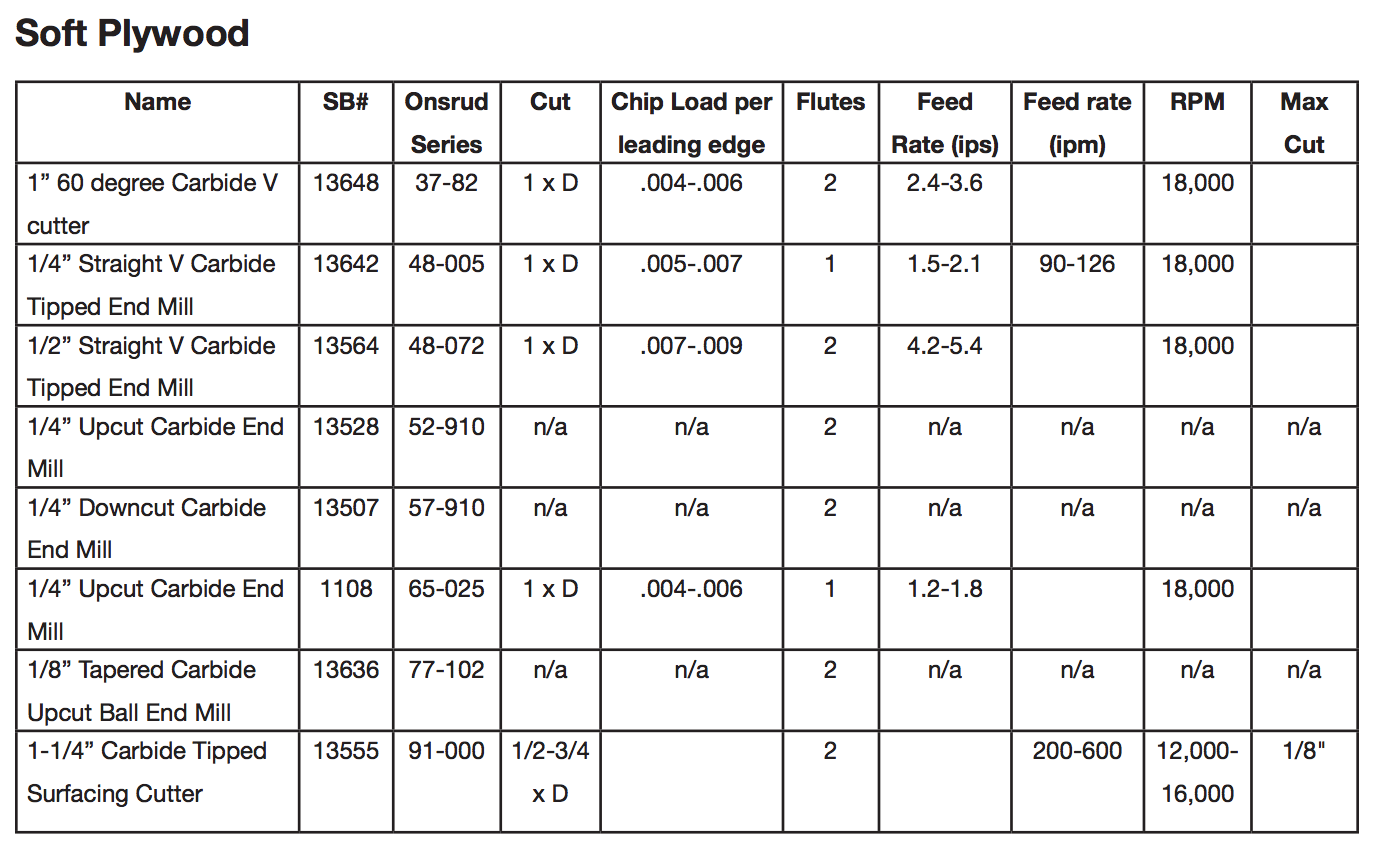 Soft Plywood
Name SB# Onsrud Cut Chip Load per Flutes Feed Feed rate RPM Max
Series leading edge Rate (ips) (ipm) Cut
1” 60 degree Carbide V 13648 37-82 1 x D .004-.006 2 2.4-3.6 18,000
cutter
1/4” Straight V Carbide 13642 48-005 1 x D .005-.007 1 1.5-2.1 90-126 18,000
Tipped End Mill
1/2” Straight V Carbide 13564 48-072 1 x D .007-.009 2 4.2-5.4 18,000
Tipped End Mill
1/4” Upcut Carbide End 13528 52-910 n/a n/a 2 n/a n/a n/a n/a
Mill
1/4” Downcut Carbide 13507 57-910 n/a n/a 2 n/a n/a n/a n/a
End Mill
1/4” Upcut Carbide End 1108 65-025 1 x D .004-.006 1 1.2-1.8 18,000
Mill
1/8” Tapered Carbide 13636 77-102 n/a n/a 2 n/a n/a n/a n/a
Upcut Ball End Mill
1-1/4” Carbide Tipped 13555 91-000 1/2-3/4 2 200-600 12,000- 1/8"
Surfacing Cutter x D 16,000